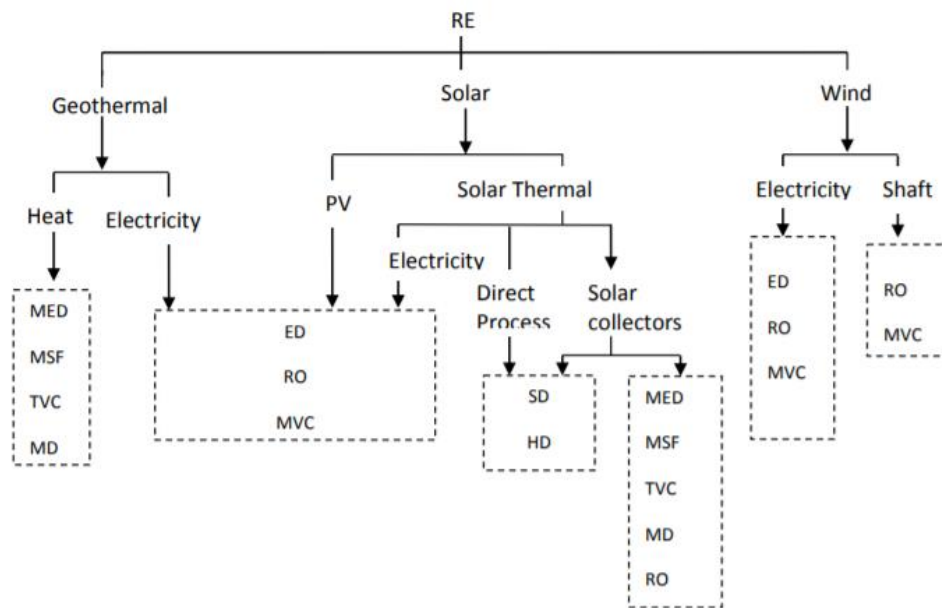 RE
Geothermal
Solar
Wind
Heat
Electricity
PV
Solar Thermal
Electricity
Shaft
Electricity
Direct
Process
Solar
collectors
MED
MSF
TVC
MD
ED
RO
MVC
SD
HD
MED
MSF
TVC
MD
RO
ED
RO
MVC
RO
MVC